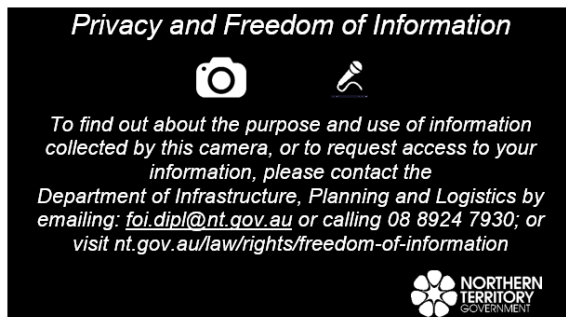 Privacy and Freedom of Information
To find out about the purpose and use of information
collected by this camera, or to request access to your
information, please contact the
Department of Infrastructure, Planning and Logistics by
emailing: foi.dipl@nt.gov.au or calling 08 8924 7930; or
visit nt.gov.au/law/rights/freedom-of-information
NORTHERN
TERRITORY
GOVERNMENT